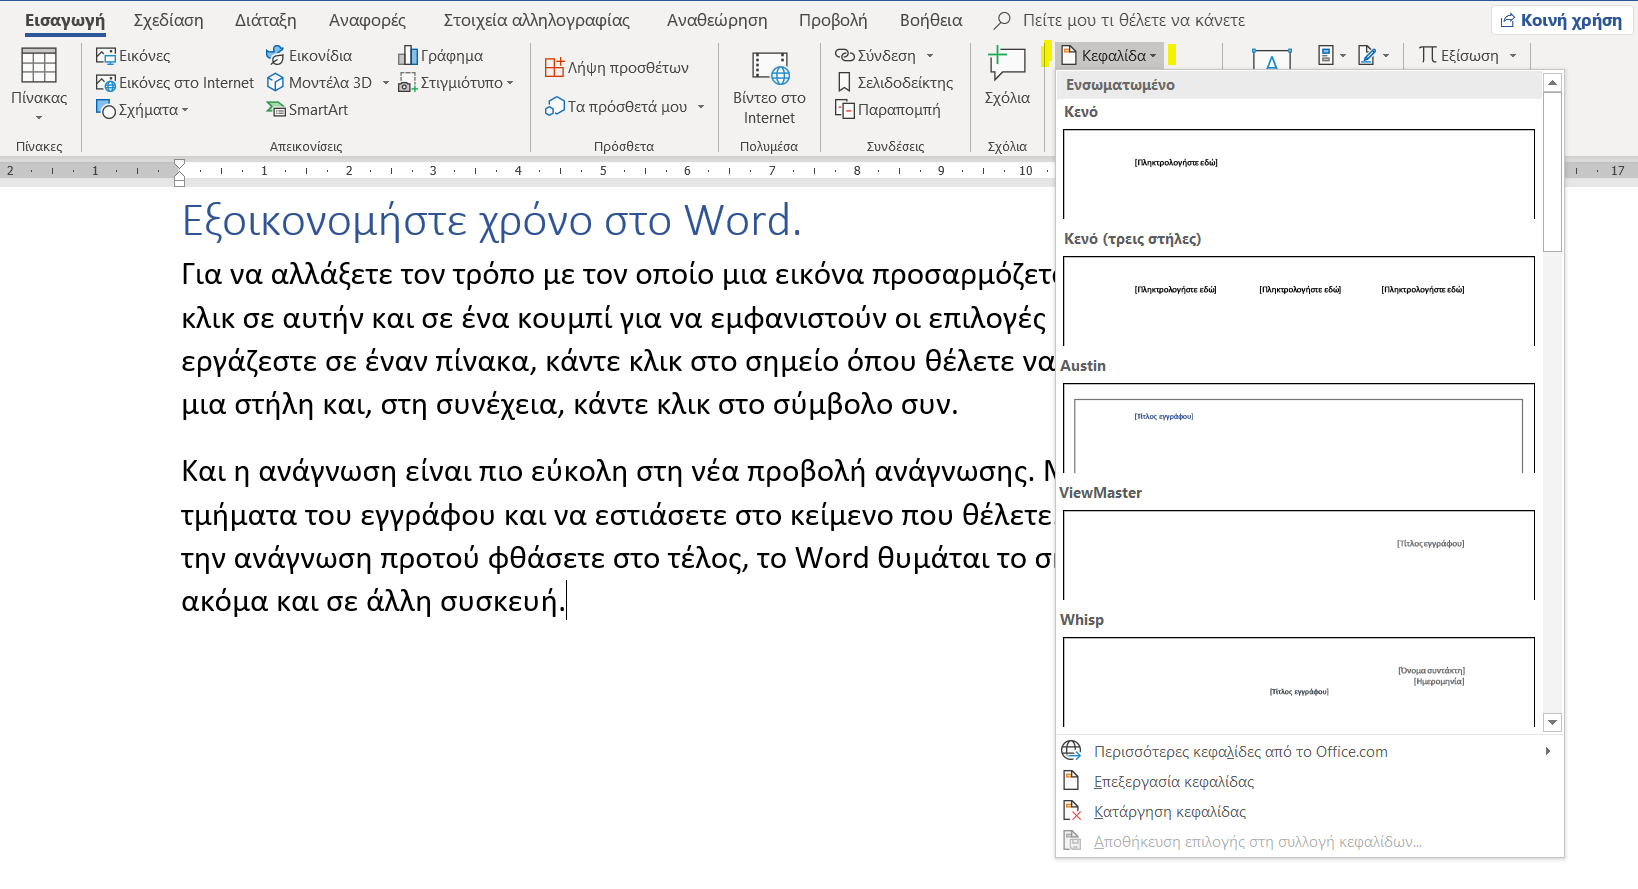 Εισαγωγή Σχεδίαση Διάταξη Αναφορές Στοιχεία αλληλογραφίας Αναθεώρηση Προβολή Βοήθεια Πείτε μου τι θέλετε να κάνετε Κοινή χρήση
Πίνακας
Πίνακες
Εικόνες
Εικόνες στο Internet
Σχήματα
Εικονίδια
Μοντέλα 3D
SmartArt
Γράφημα
Στιγμιότυπο
Απεικονίσεις
Λήψη προσθέτων
Τα πρόσθετά μου
Πρόσθετα
Βίντεο στο
Internet
Πολυμέσα
Σύνδεση
Σελιδοδείκτης
Παραπομπή
Συνδέσεις
Σχόλια
Σχόλια
Κεφαλίδα
A
Εξίσωση
2 1 1 2 3 4 5 6 7 8 9 10 17
Εξοικονομήστε χρόνο στο Word.
Για να αλλάξετε τον τρόπο με τον οποίο μια εικόνα προσαρμόζετ
κλικ σε αυτήν και σε ένα κουμπί για να εμφανιστούν οι επιλογές
εργάζεστε σε έναν πίνακα, κάντε κλικ στο σημείο όπου θέλετε να
μια στήλη και, στη συνέχεια, κάντε κλικ στο σύμβολο συν.
Και η ανάγνωση είναι πιο εύκολη στη νέα προβολή ανάγνωσης.
τμήματα του εγγράφου και να εστιάσετε στο κείμενο που θέλετε.
την ανάγνωση προτού φθάσετε στο τέλος, το Word θυμάται το
ακόμα και σε άλλη συσκευή.
Ενσωματωμένο
Κενό
[Πληκτρολογήστε εδώ]
Κενό (τρεις στήλες)
[Πληκτρολογήστε εδώ] [Πληκτρολογήστε εδώ] [Πληκτρολογήστε εδώ]
Austin
[Τίτλος εγγράφου]
ViewMaster
[Τίτλος εγγράφου]
Whisp
[Όνομα συντάκτη]
[Ημερομηνία]
[Τίτλος εγγράφου]
Περισσότερες κεφαλίδες από το Office.com
Επεξεργασία κεφαλίδας
Κατάργηση κεφαλίδας
Αποθήκευση επιλογής στη συλλογή κεφαλίδων...